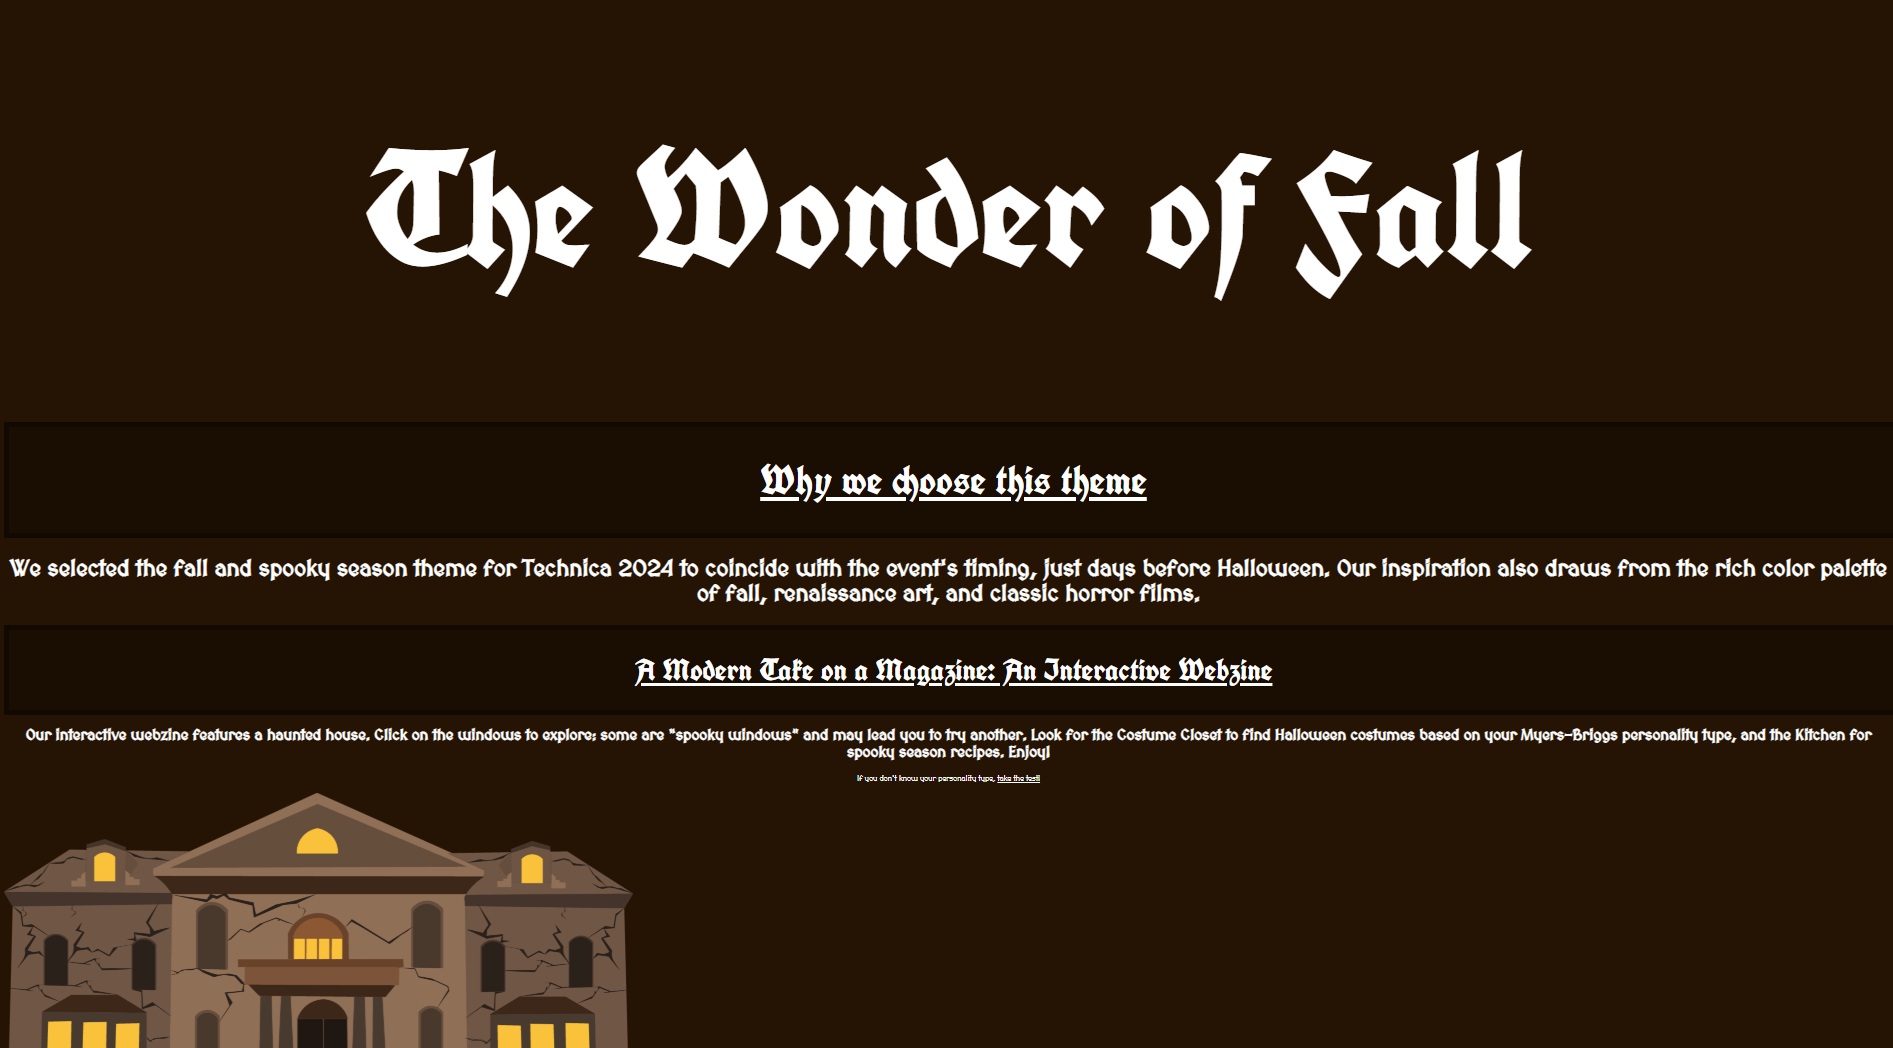 The Wonder of Fall
Why we choose this theme
We selected the fall and spooky season theme for Technica 2024 to coincide with the event's timing, just days before Halloween. Our inspiration also draws from the rich color palette
of fall, renaissance art, and classic horror films.
A Modern Take on a Magazine: An Interactive Webzine
Our interactive webzine features a haunted house. Click on the windows to explore; some are "spooky windows" and may lead you to try another. Look for the Costume Closet to find Halloween costumes based on your Myers-Briggs personality type, and the Kitchen for
spooky season recipes. Enjoy!
If you don't know your personality type, take the test!